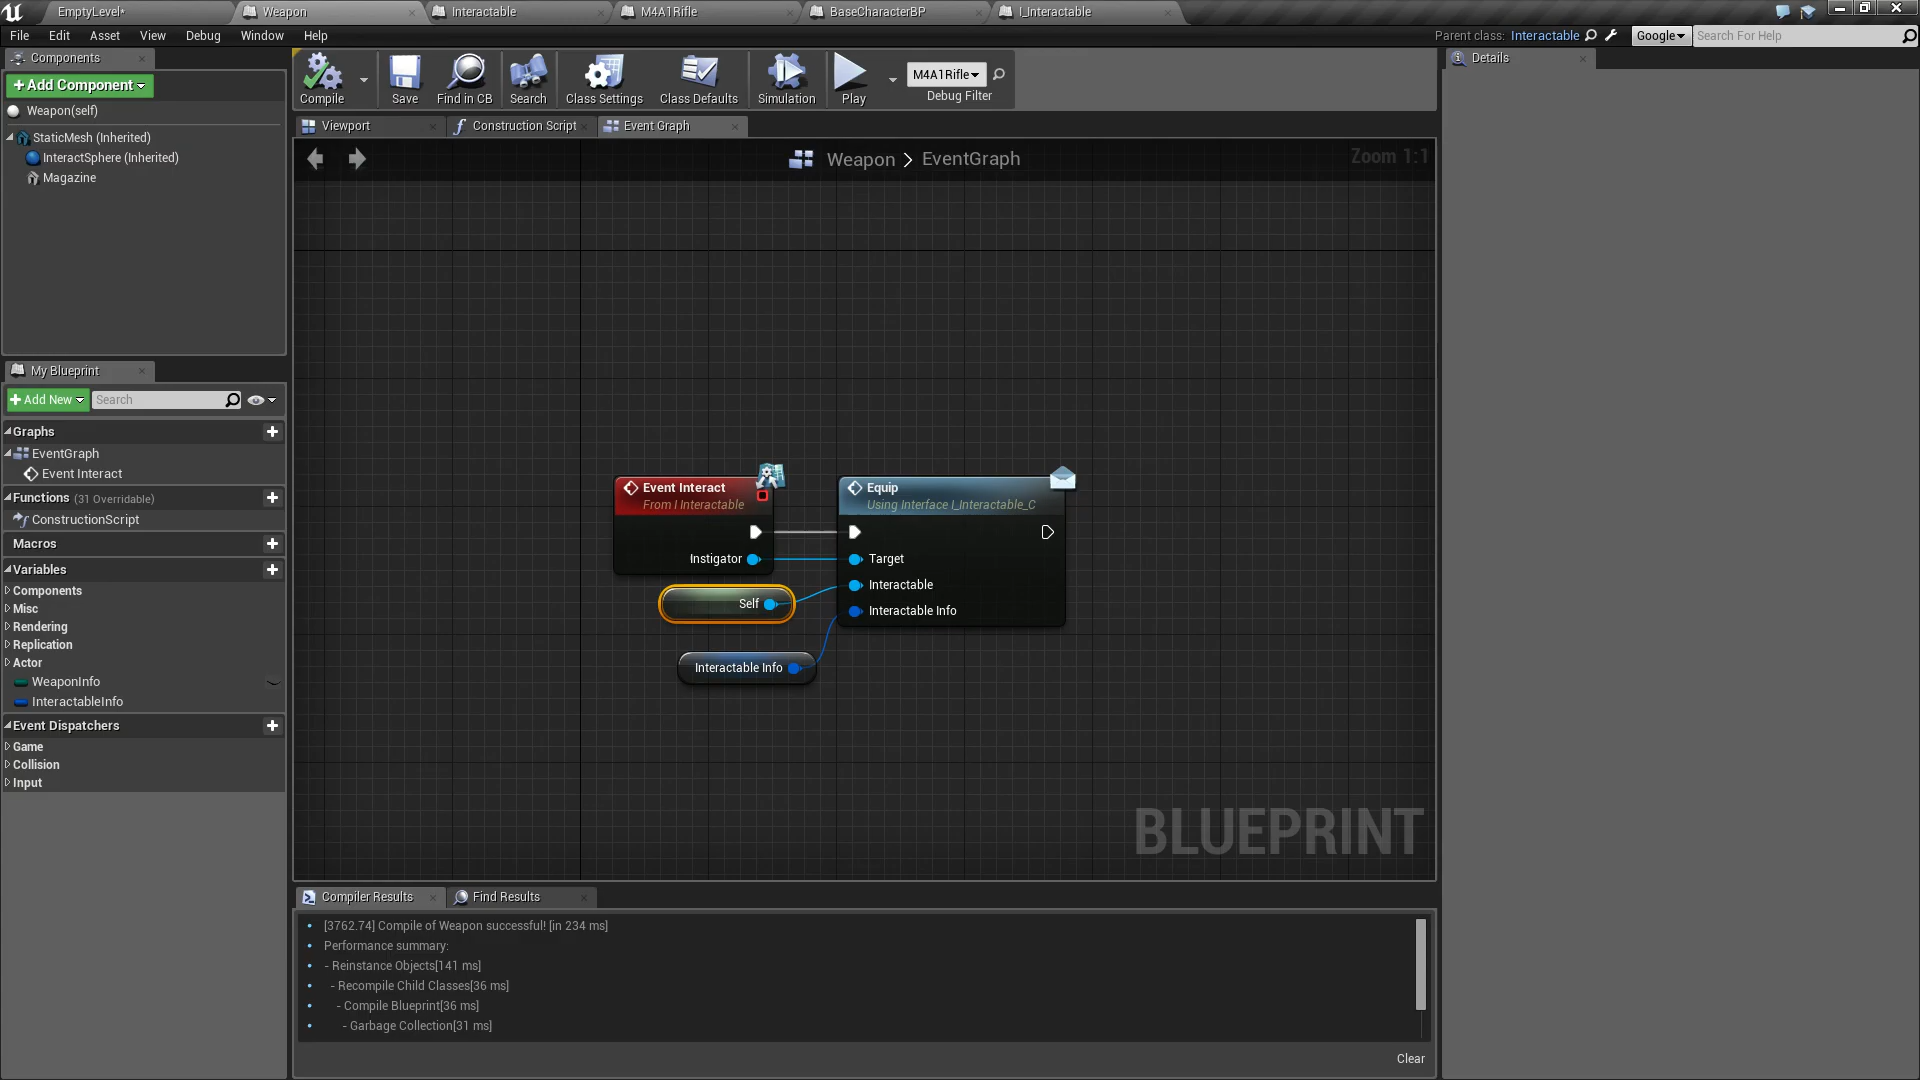 EmptyLevel*
Weapon
Interactable
M4A1Rifle
BaseCharacterBP
I_Interactable
File Edit Asset View Debug Window Help
Parent class: Interactable
Google
Search For Help
Components
Details
+Add Component
Weapon(self)
StaticMesh (Inherited)
InteractSphere (Inherited)
Magazine
Compile
Save
Find in CB
Search
Class Settings
Class Defaults
Simulation
Play
M4A1Rifle
Debug Filter
Viewport
Construction Script
Event Graph
Weapon > EventGraph
Zoom 1:1
My Blueprint
+Add New
Search
Graphs
EventGraph
Event Interact
Functions (31 Overridable)
ConstructionScript
Macros
Variables
Components
Misc
Rendering
Replication
Actor
WeaponInfo
InteractableInfo
Event Dispatchers
Game
Collision
Input
Event Interact
From I Interactable
Instigator
Equip
Using Interface I_Interactable_C
Target
Interactable
Interactable Info
Self
Interactable Info
BLUEPRINT
Compiler Results
Find Results
[3762.74] Compile of Weapon successful! [in 234 ms]
Performance summary:
- Reinstance Objects[141 ms]
- Recompile Child Classes[36 ms]
- Compile Blueprint[36 ms]
- Garbage Collection[31 ms]
Clear